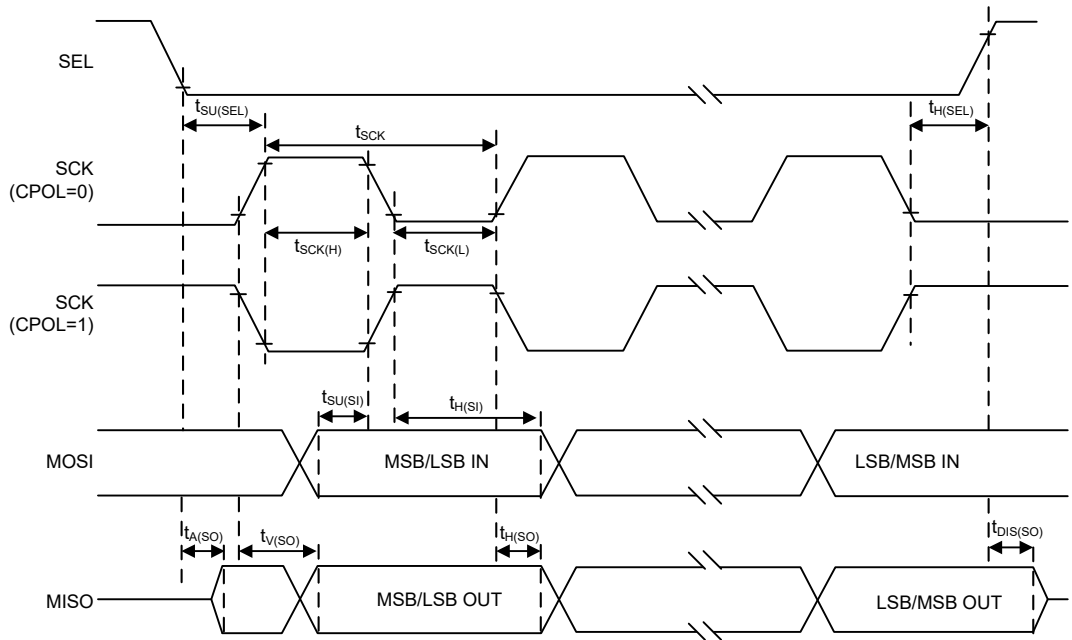 SEL
tSU(SEL)
tH(SEL)
tSCK
SCK
(CPOL=0)
tSCK(H)
tSCK(L)
SCK
(CPOL=1)
tSU(SI)
tH(SI)
MOSI
MSB/LSB IN
LSB/MSB IN
tA(SO)
tV(SO)
tH(SO)
tDIS(SO)
MISO
MSB/LSB OUT
LSB/MSB OUT